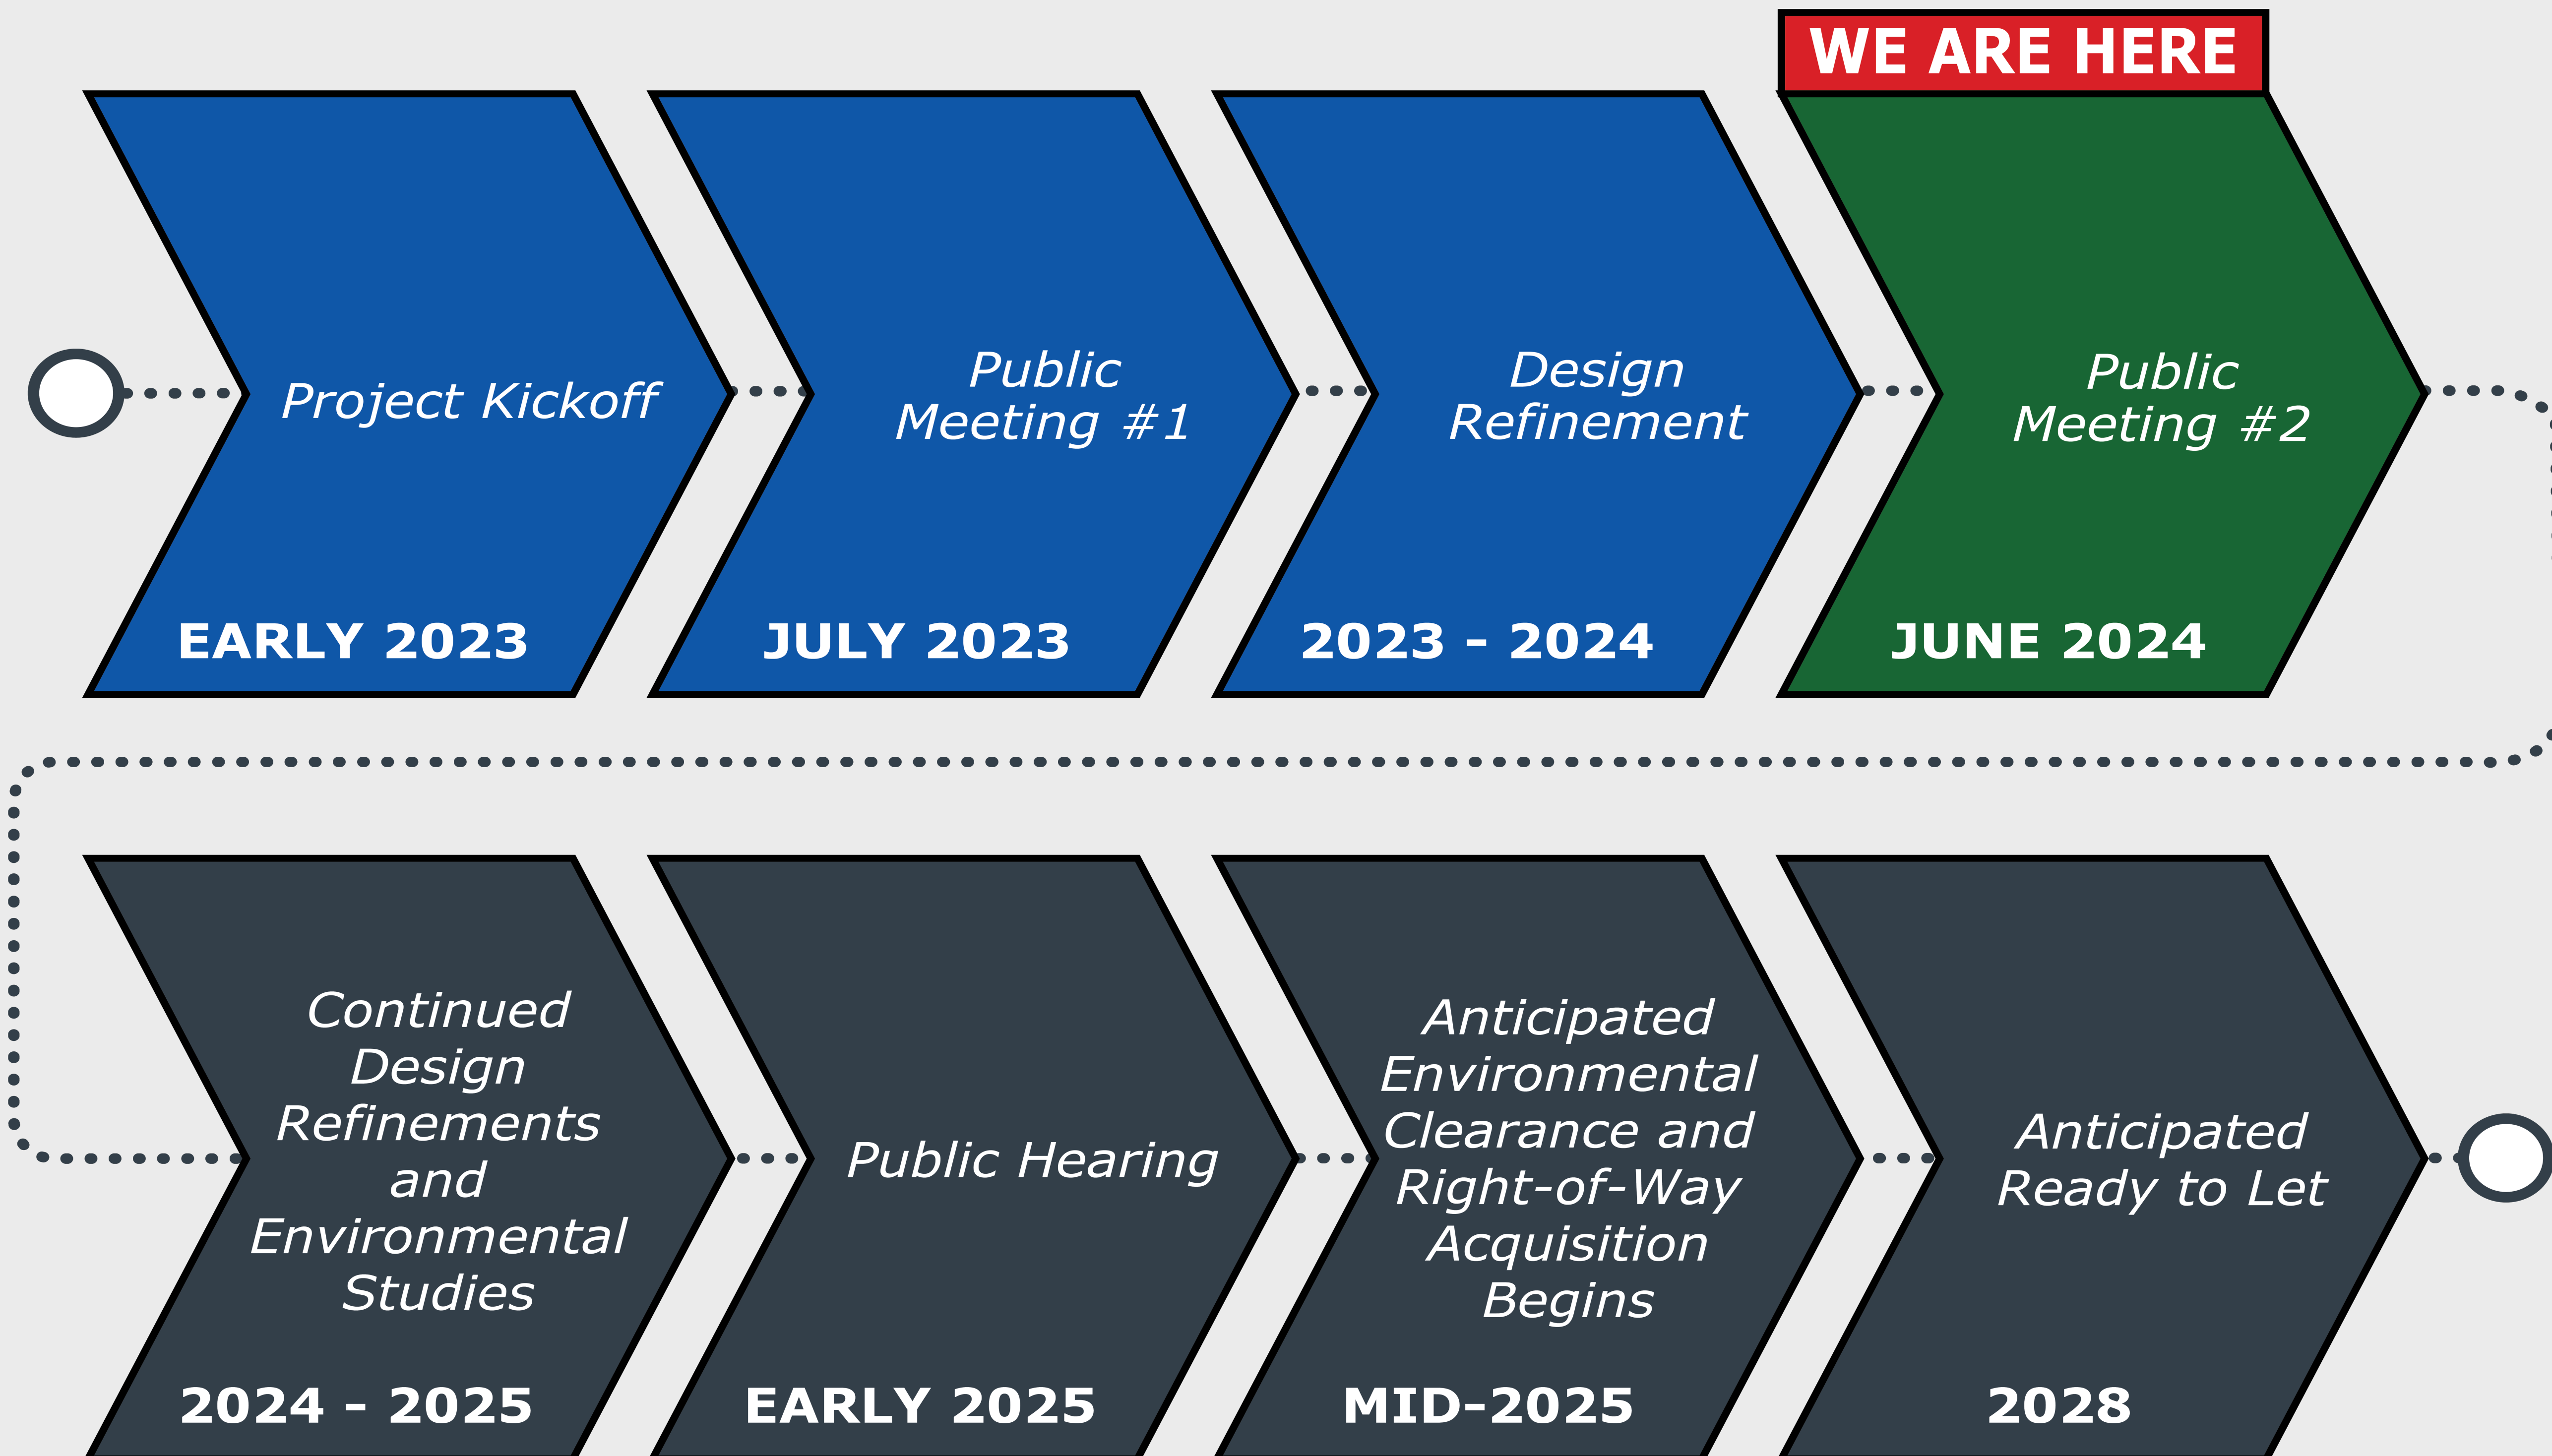 WE ARE HERE
Project Kickoff
EARLY 2023
Public
Meeting #1
JULY 2023
Design
Refinement
2023 - 2024
Public
Meeting #2
JUNE 2024
Continued
Design
Refinements
and
Environmental
Studies
2024 - 2025
Public Hearing
EARLY 2025
Anticipated
Environmental
Clearance and
Right-of-Way
Acquisition
Begins
MID-2025
Anticipated
Ready to Let
2028